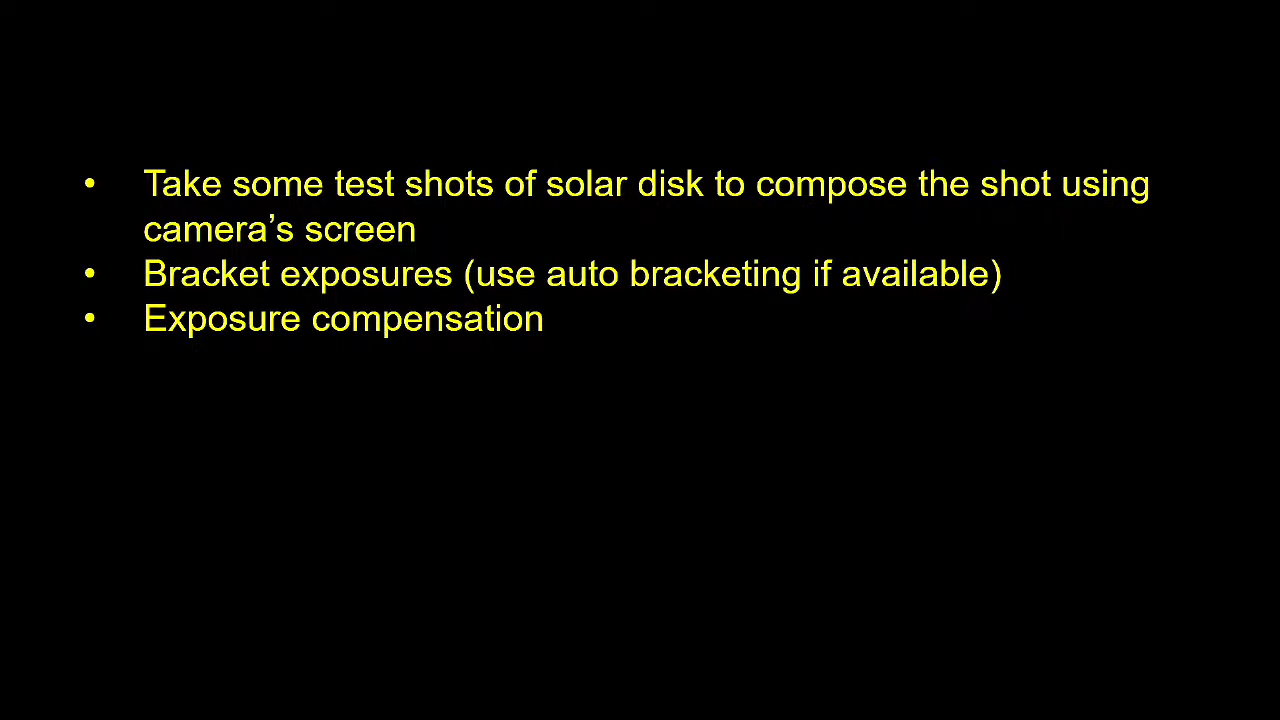 • Take some test shots of solar disk to compose the shot using
camera’s screen
• Bracket exposures (use auto bracketing if available)
• Exposure compensation